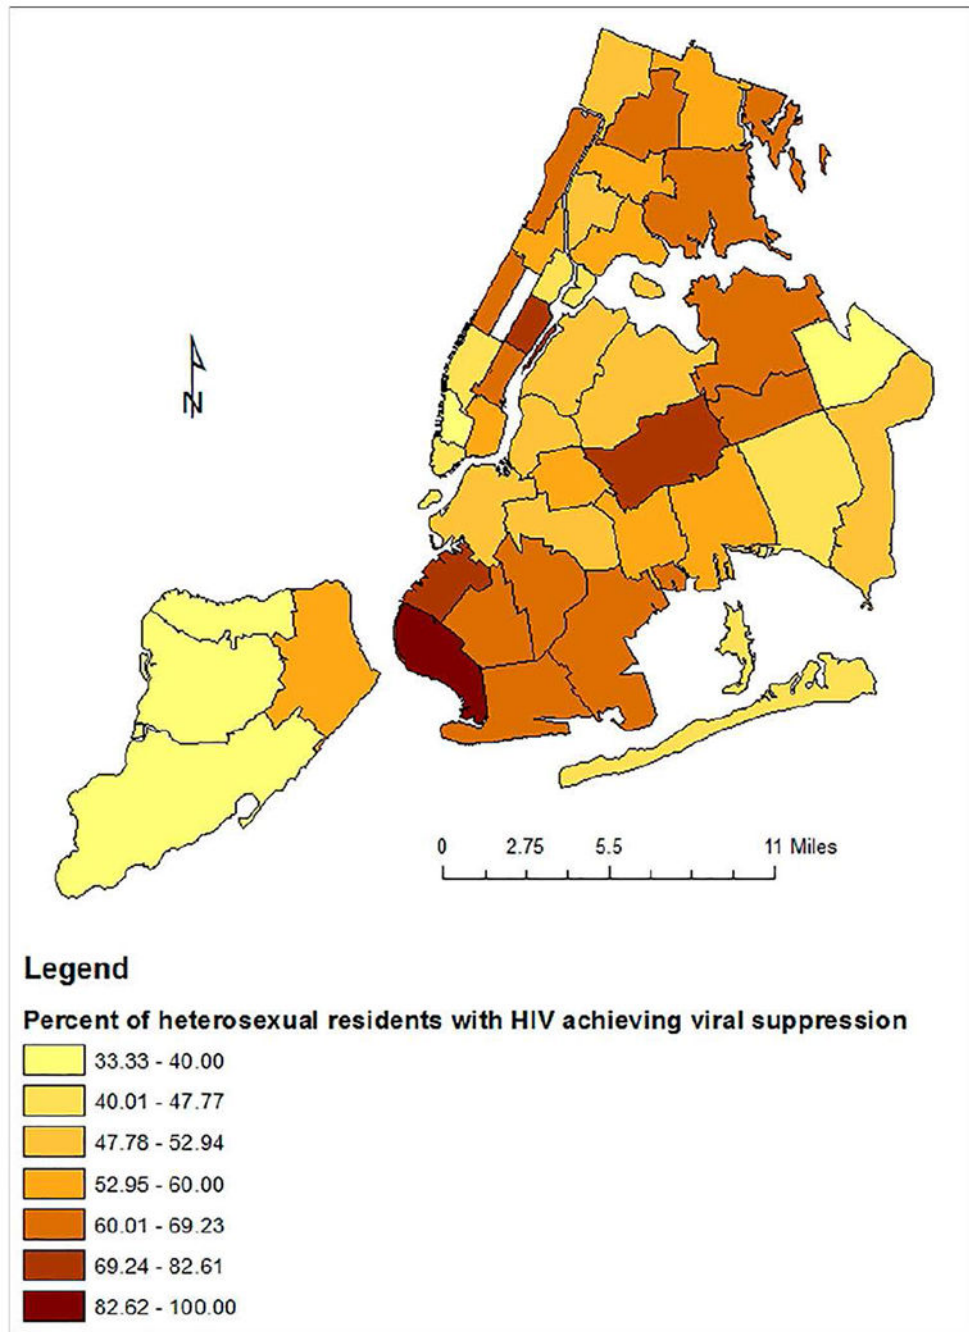 N
0 2.75 5.5 11 Miles
Legend
Percent of heterosexual residents with HIV achieving viral suppression
33.33 - 40.00
40.01 - 47.77
47.78 - 52.94
52.95 - 60.00
60.01 - 69.23
69.24 - 82.61
82.62 - 100.00